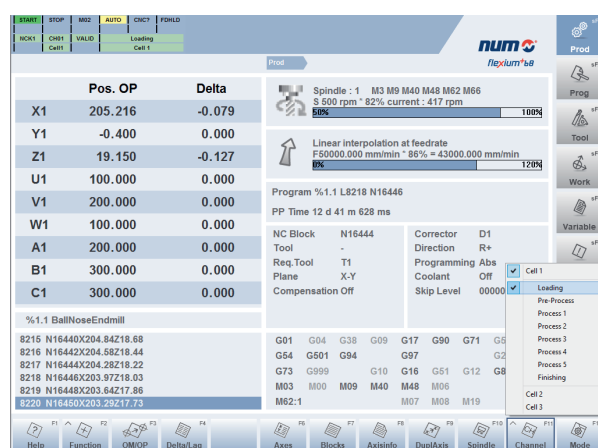 START STOP M02 AUTO CNC? FDHLD
NCK1 CH01 VALID Loading
Cell1 Cell 1
num
flexium+68
Prod
Prod
Prog
Tool
Work
Variable
Pos. OP Delta
X1 205.216 -0.079
Y1 -0.400 0.000
Z1 19.150 -0.127
U1 100.000 0.000
V1 200.000 0.000
W1 100.000 0.000
A1 200.000 0.000
B1 300.000 0.000
C1 300.000 0.000
Spindle : 1 M3 M9 M40 M48 M62 M66
S 500 rpm * 82% current : 417 rpm
50% 100%
Linear interpolation at feedrate
F50000.000 mm/min * 86% = 43000.000 mm/min
0% 120%
Program %1.1 L8218 N16446
PP Time 12 d 41 m 628 ms
NC Block N16444
Tool -
Req.Tool T1
Plane X-Y
Compensation Off
Corrector D1
Direction R+
Programming Abs
Coolant Off
Skip Level 00000
%1.1 BallNoseEndmill
8215 N16440X204.84Z18.68
8216 N16442X204.58Z18.44
8217 N16444X204.28Z18.22
8218 N16446X203.97Z18.03
8219 N16448X203.64Z17.86
8220 N16450X203.29Z17.73
G01 G04 G38 G09 G17 G90 G71
G54 G501 G94 G97
G73 G999 G10 G16 G51 G12
M03 M00 M09 M40 M48 M06
M62:1 M07 M08 M19
Cell 1
Loading
Pre-Process
Process 1
Process 2
Process 3
Process 4
Process 5
Finishing
Cell 2
Cell 3
F1 F2 F3 F4 F6 F7 F8 F9 F10 F11
Help Function OM/OP Delta/Lag Axes Blocks Axisinfo DuplAxis Spindle Channel Mode